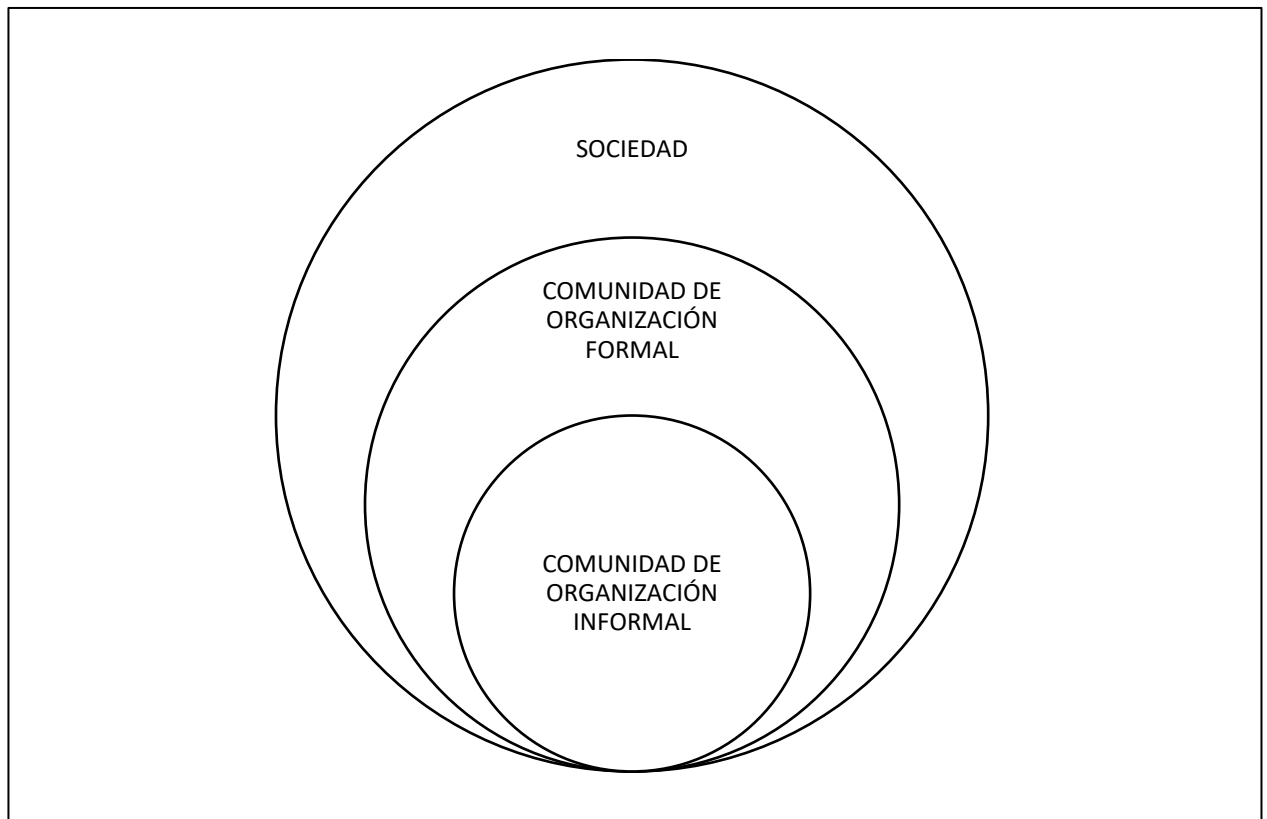 SOCIEDAD
COMUNIDAD DE
ORGANIZACIÓN
FORMAL
COMUNIDAD DE
ORGANIZACIÓN
INFORMAL